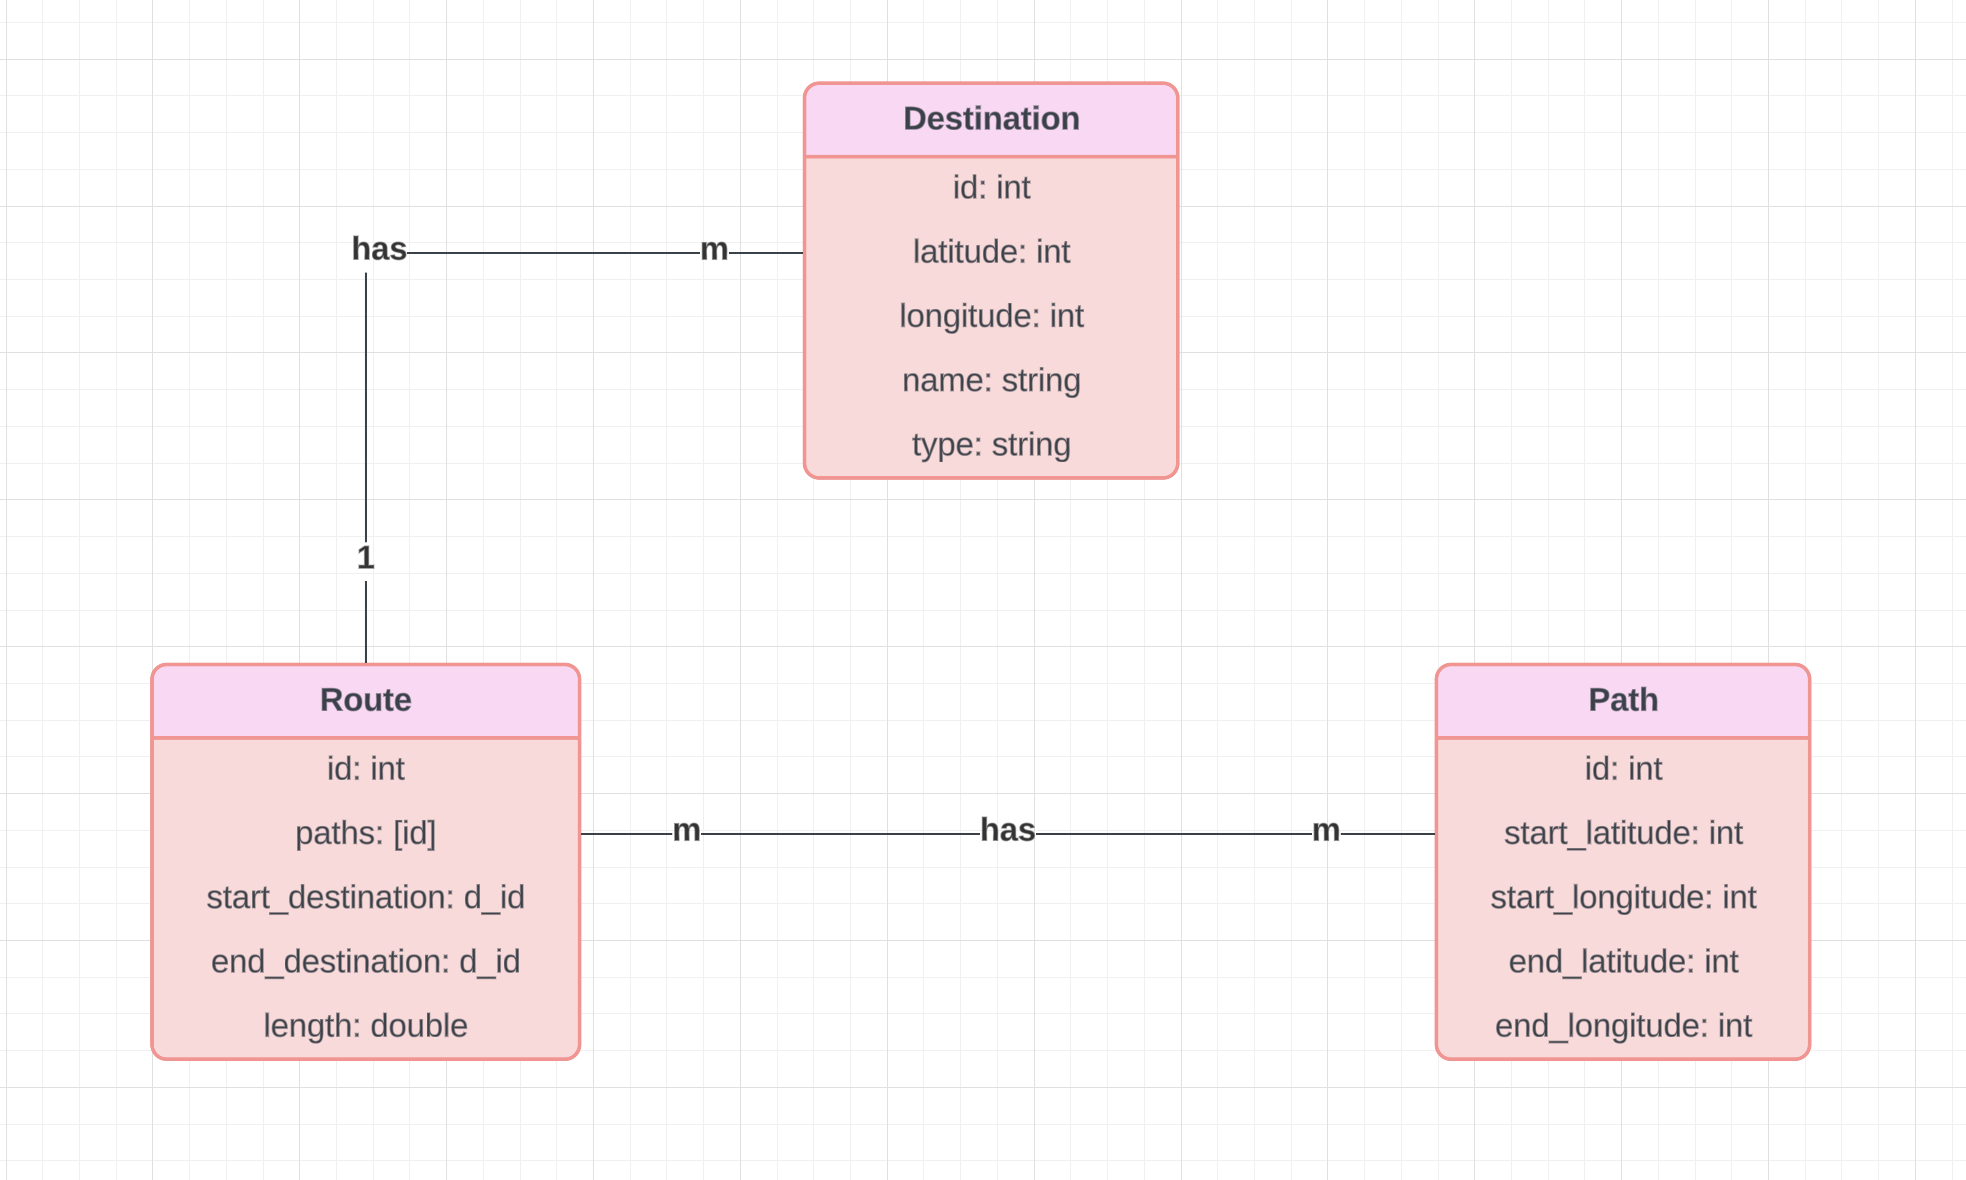 Destination
id: int
latitude: int
longitude: int
name: string
type: string
has
m
1
Route
id: int
paths: [id]
start_destination: d_id
end_destination: d_id
length: double
m
has
m
Path
id: int
start_latitude: int
start_longitude: int
end_latitude: int
end_longitude: int